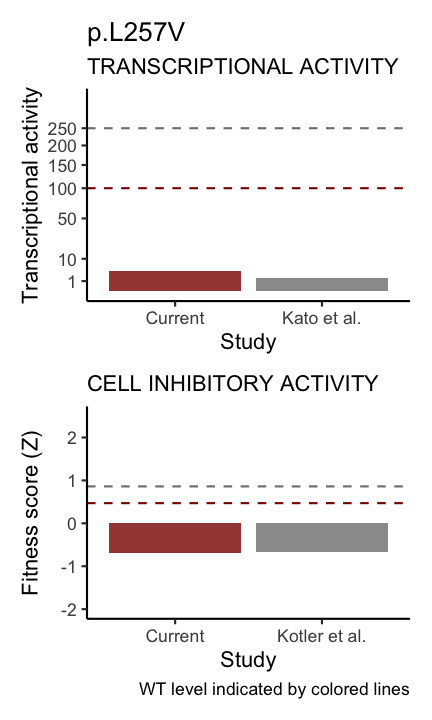 p.L257V
TRANSCRIPTIONAL ACTIVITY
Transcriptional activity
250
200
150
100
50
10
1
Current
Kato et al.
Study
CELL INHIBITORY ACTIVITY
Fitness score (Z)
2
1
0
-1
-2
Current
Kotler et al.
Study
WT level indicated by colored lines